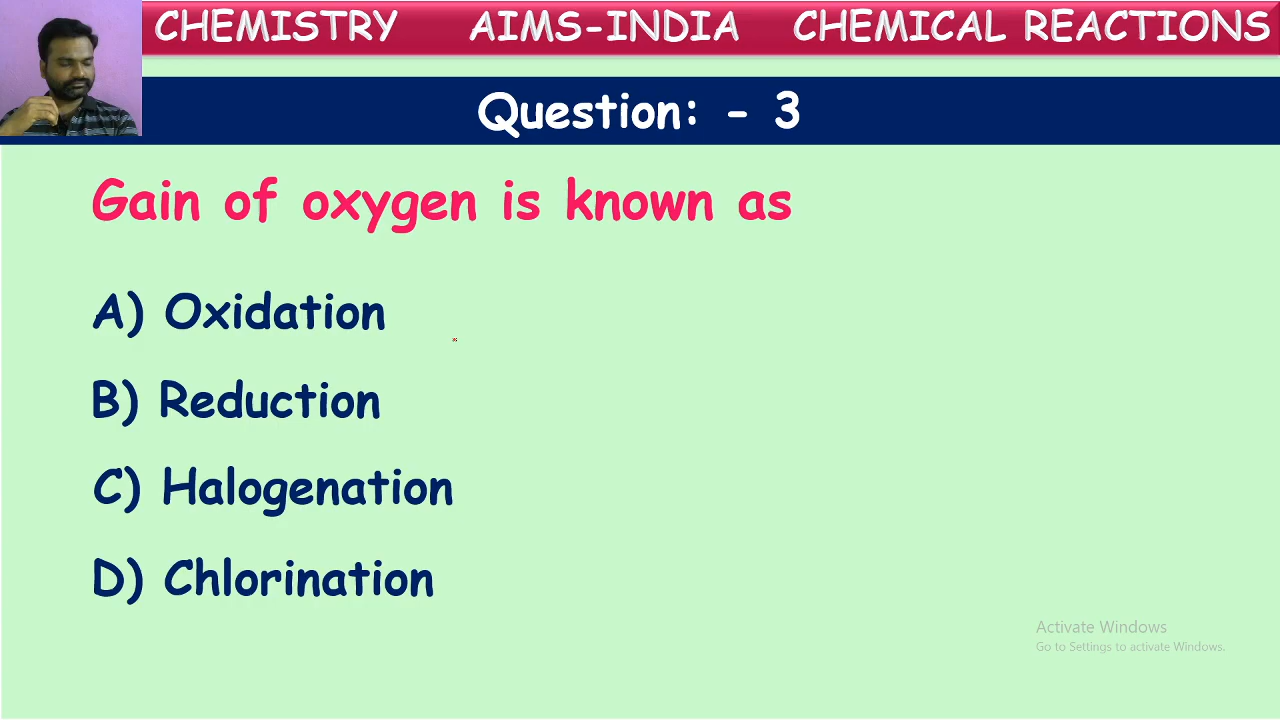 CHEMISTRY AIMS-INDIA CHEMICAL REACTIONS
Question: - 3
Gain of oxygen is known as
A) Oxidation
B) Reduction
C) Halogenation
D) Chlorination
Activate Windows
Go to Settings to activate Windows.